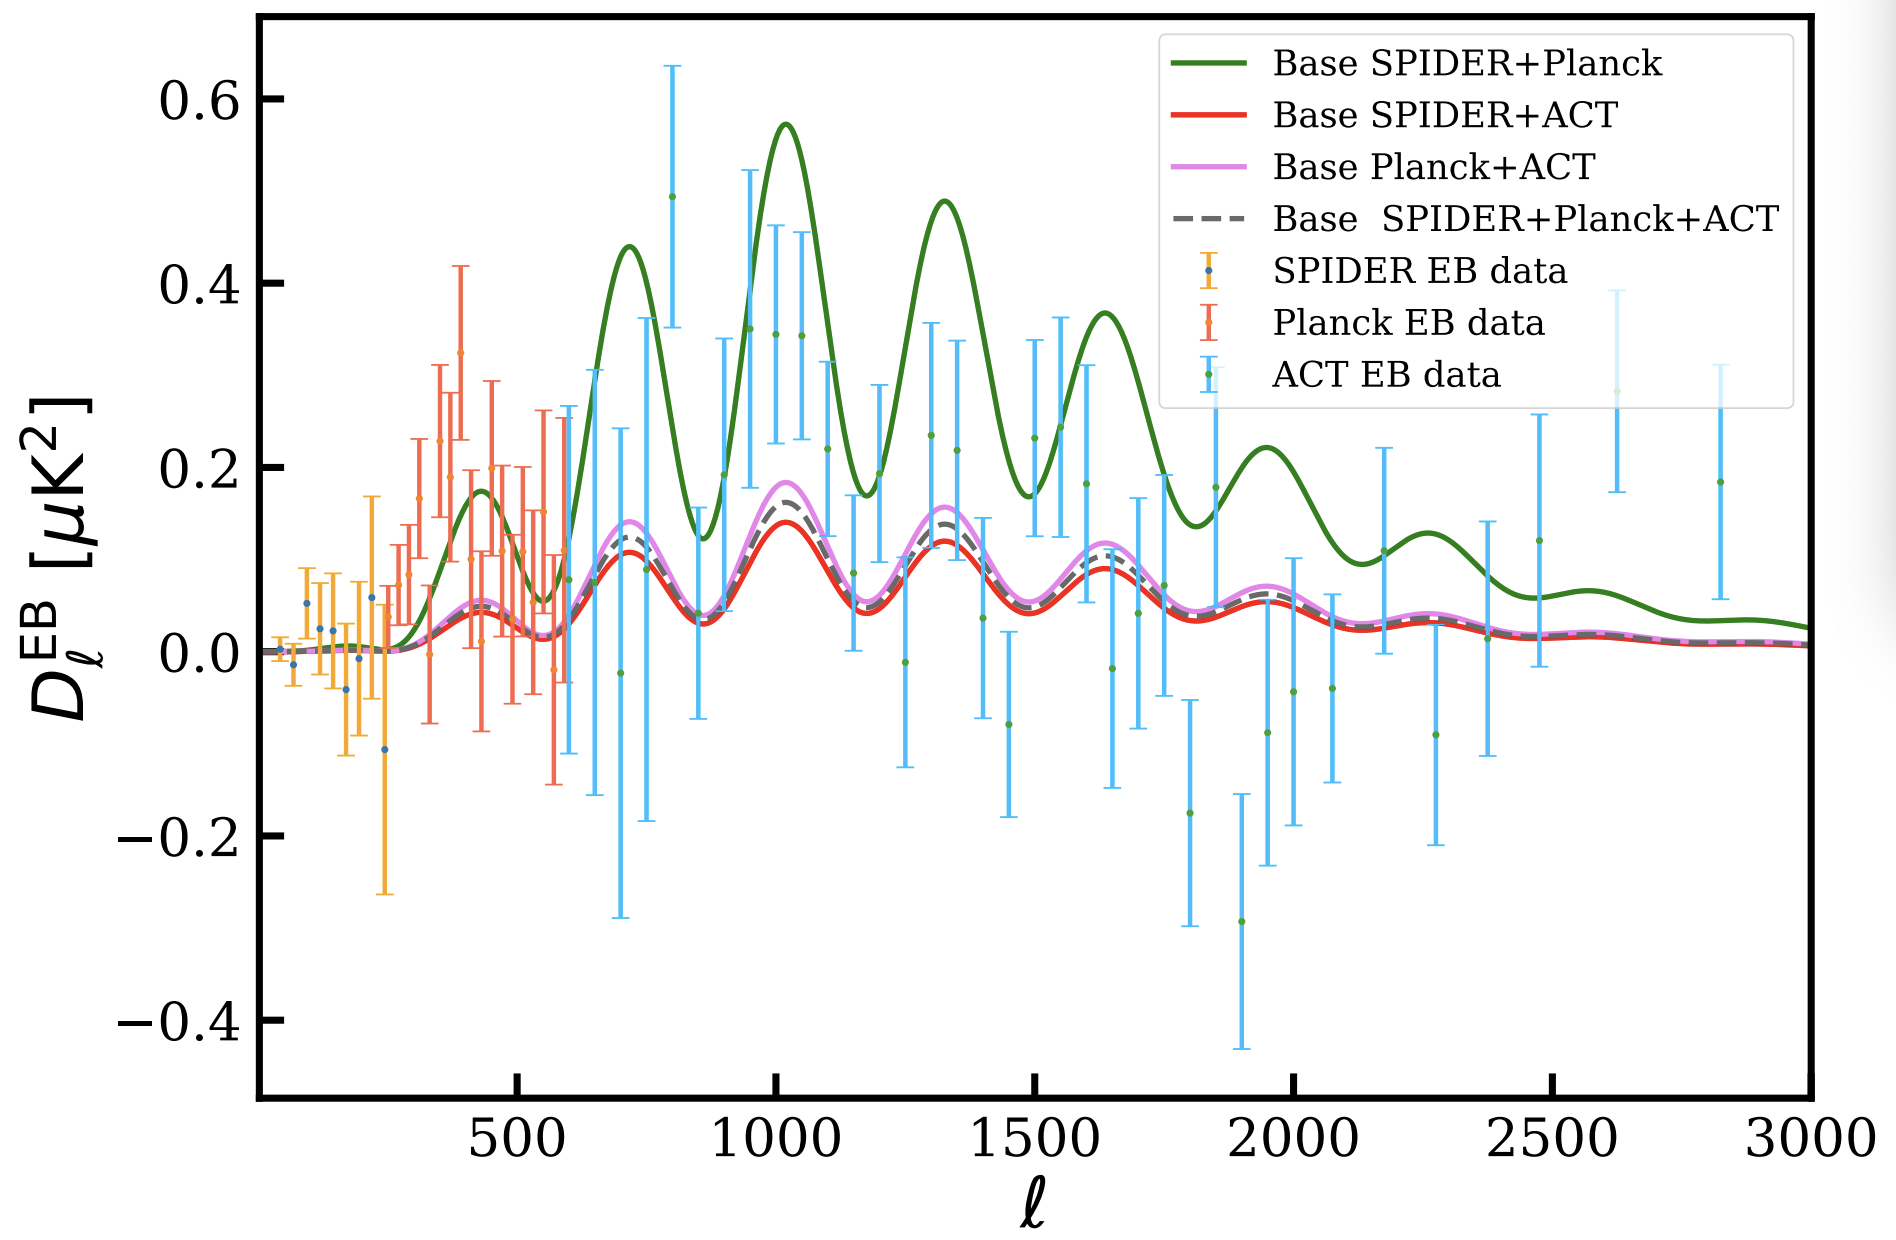 Base SPIDER+Planck
Base SPIDER+ACT
Base Planck+ACT
Base  SPIDER+Planck+ACT
SPIDER EB data
Planck EB data
ACT EB data
0.6
0.4
0.2
0.0
−0.2
−0.4
D_ℓ^EB [μK²]
500 1000 1500 2000 2500 3000
ℓ